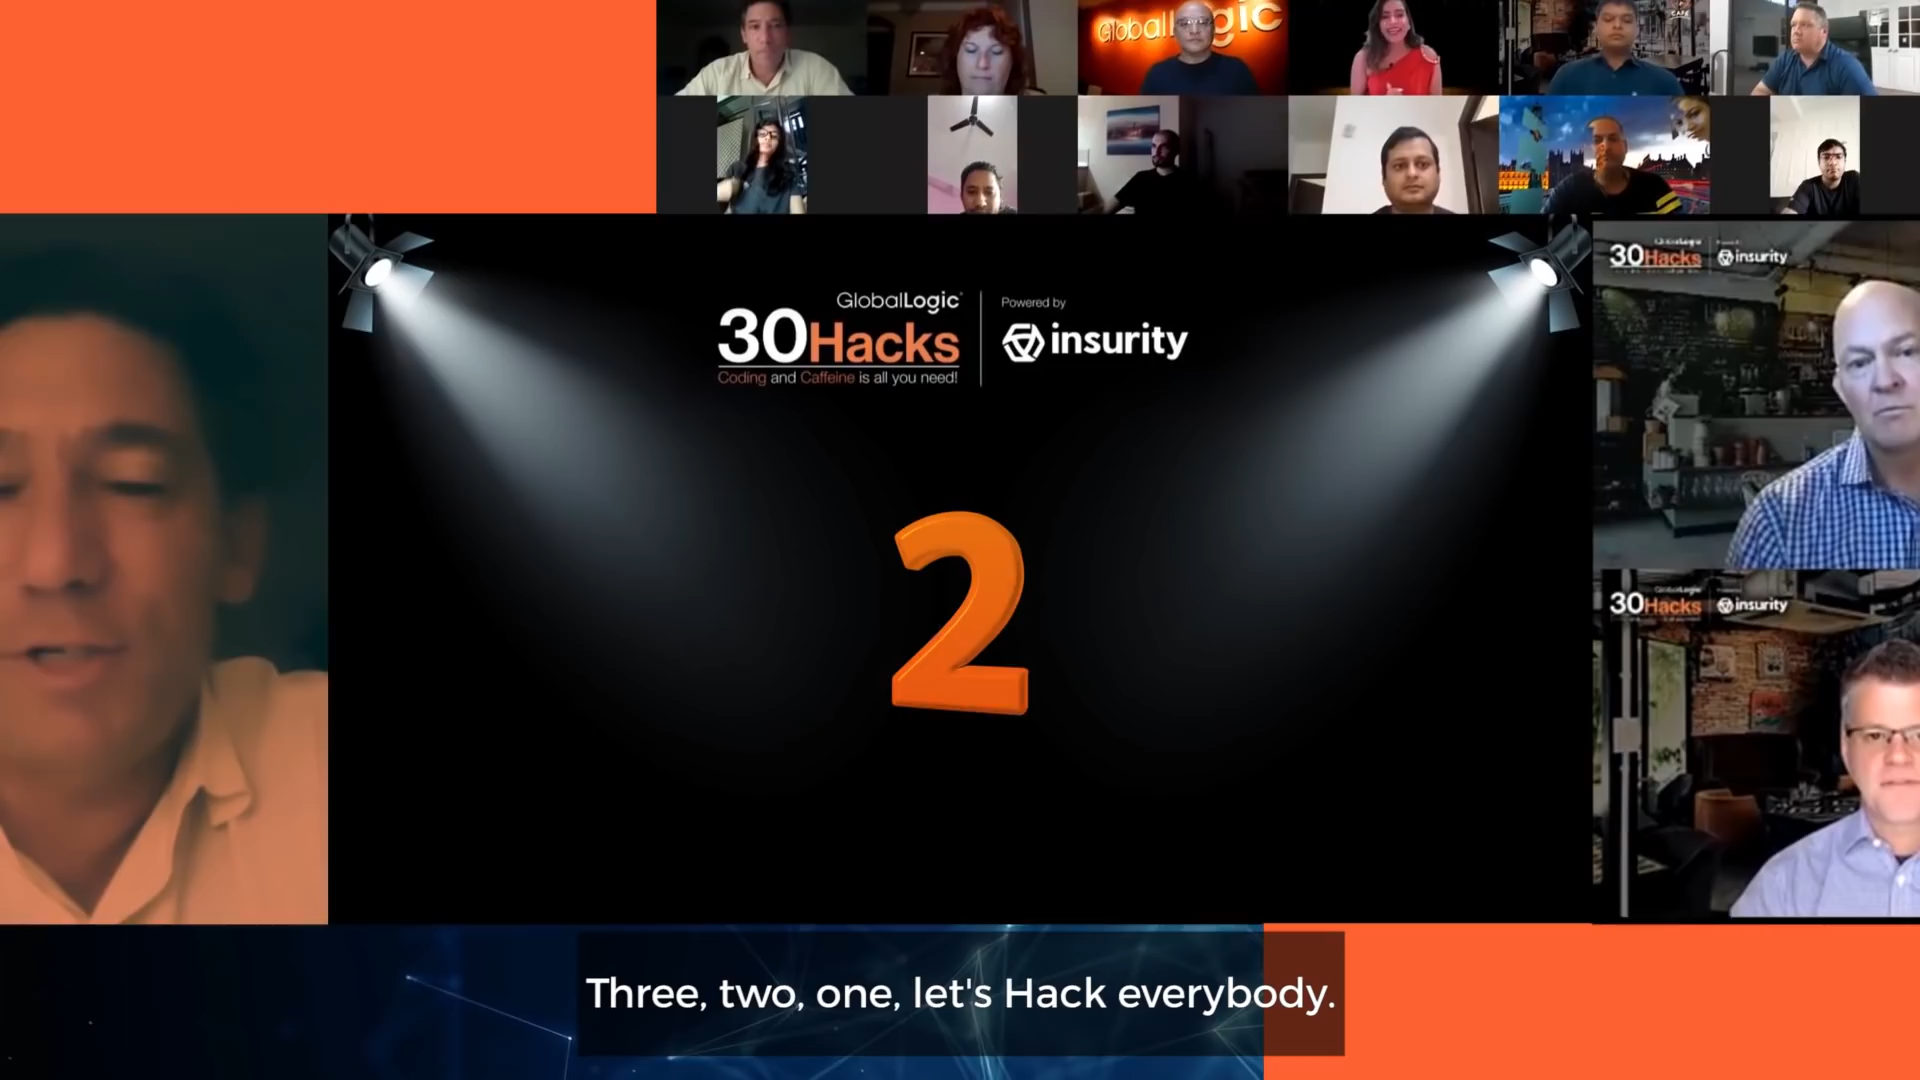 GlobalLogic
GlobalLogic
30Hacks
Coding and Caffeine is all you need!
Powered by
insurity
2
30Hacks
insurity
30Hacks
insurity
Three, two, one, let's Hack everybody.